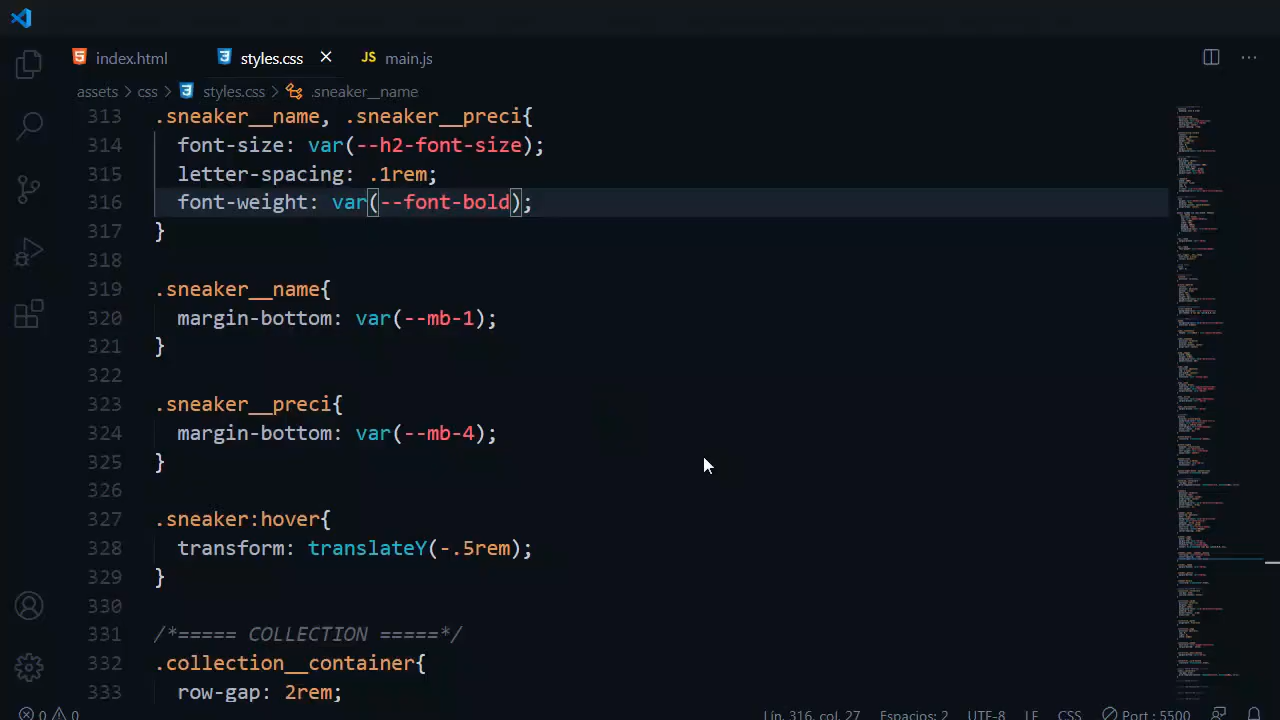 index.html
styles.css
JS main.js
assets > css > styles.css > .sneaker__name
313 .sneaker__name, .sneaker__preci{
314 font-size: var(--h2-font-size);
315 letter-spacing: .1rem;
316 font-weight: var(--font-bold);
317 }
318
319 .sneaker__name{
320 margin-bottom: var(--mb-1);
321 }
322
323 .sneaker__preci{
324 margin-bottom: var(--mb-4);
325 }
326
327 .sneaker:hover{
328 transform: translateY(-.5rem);
329 }
330
331 /*===== COLLECTION =====*/
332 .collection__container{
333 row-gap: 2rem;
0 0 Lín. 316, col. 27 Espacios: 2 UTF-8 LF CSS Port : 5500